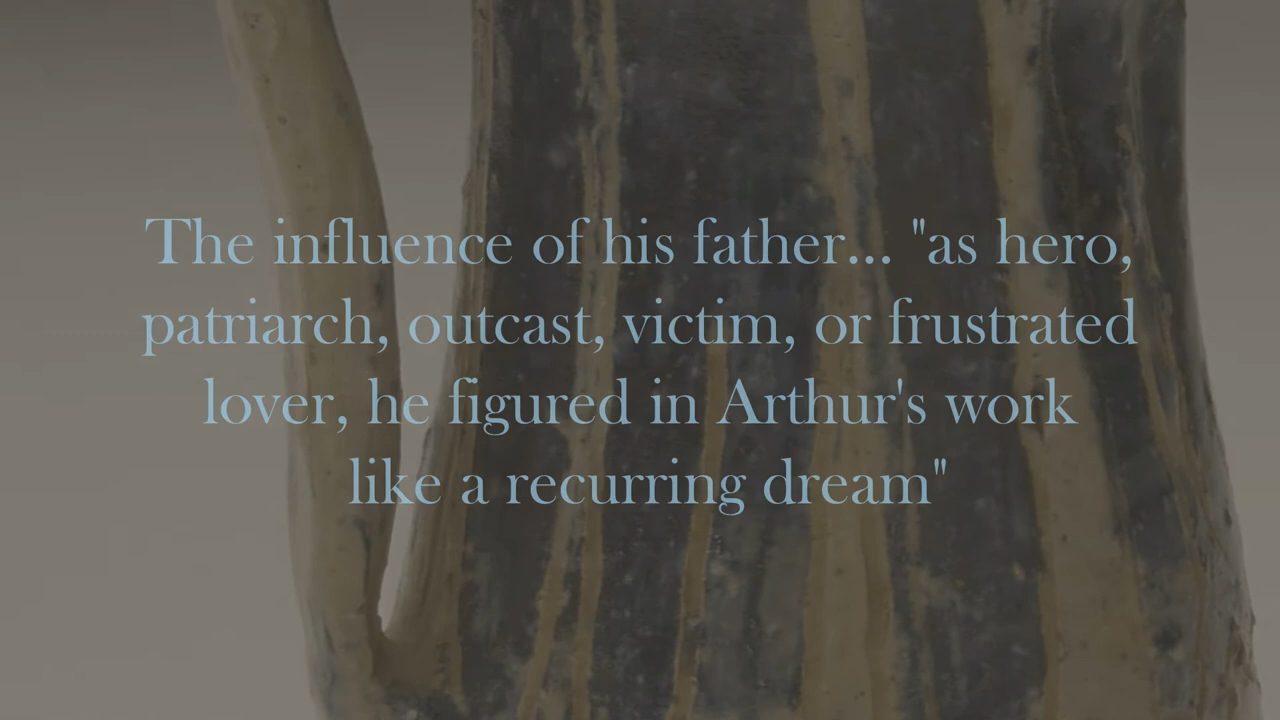 The influence of his father... "as hero,
patriarch, outcast, victim, or frustrated
lover, he figured in Arthur's work
like a recurring dream"